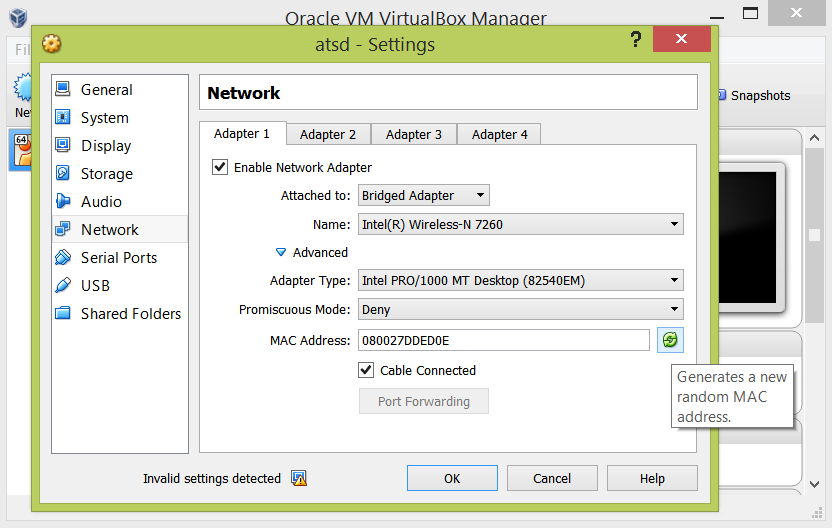 Oracle VM VirtualBox Manager
atsd - Settings
?
Fil
Ne
Snapshots
64
General
System
Display
Storage
Audio
Network
Serial Ports
USB
Shared Folders
Network
Adapter 1 Adapter 2 Adapter 3 Adapter 4
Enable Network Adapter
Attached to: Bridged Adapter
Name: Intel(R) Wireless-N 7260
Advanced
Adapter Type: Intel PRO/1000 MT Desktop (82540EM)
Promiscuous Mode: Deny
MAC Address: 080027DDED0E
Cable Connected
Port Forwarding
Generates a new
random MAC
address.
Invalid settings detected
OK Cancel Help